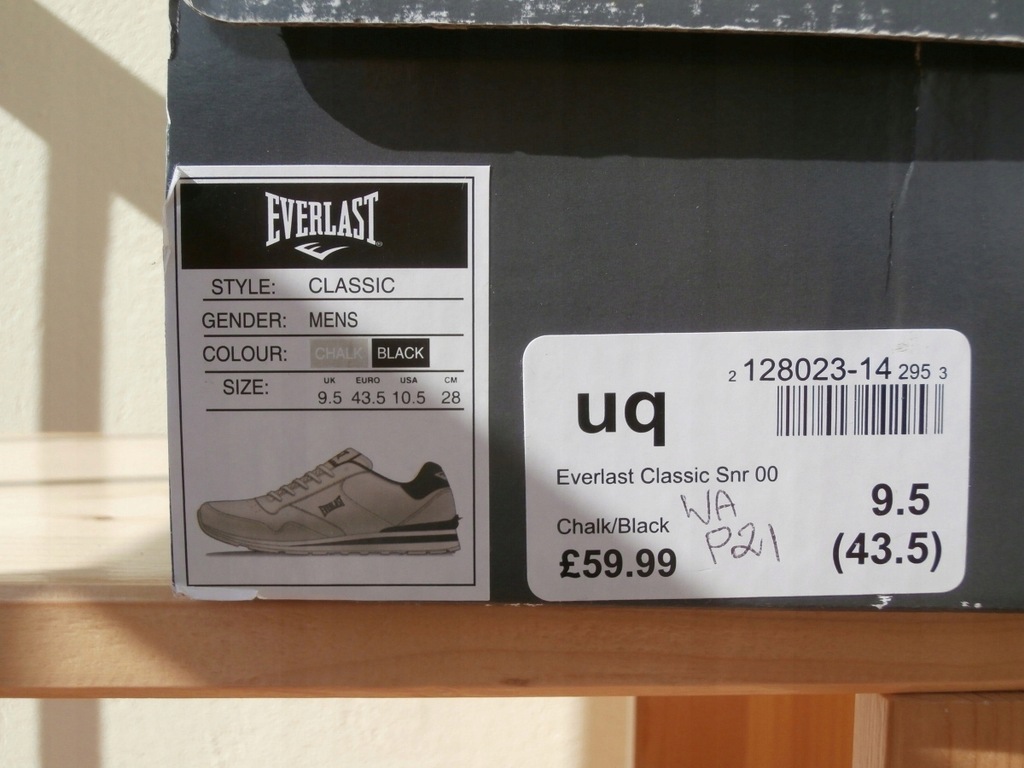 EVERLAST
STYLE: CLASSIC
GENDER: MENS
COLOUR: CHALK BLACK
SIZE: UK EURO USA CM
9.5 43.5 10.5 28
EVERLAST
2 128023-14 295 3
uq
Everlast Classic Snr 00
Chalk/Black
WA
P21
9.5
£59.99
(43.5)